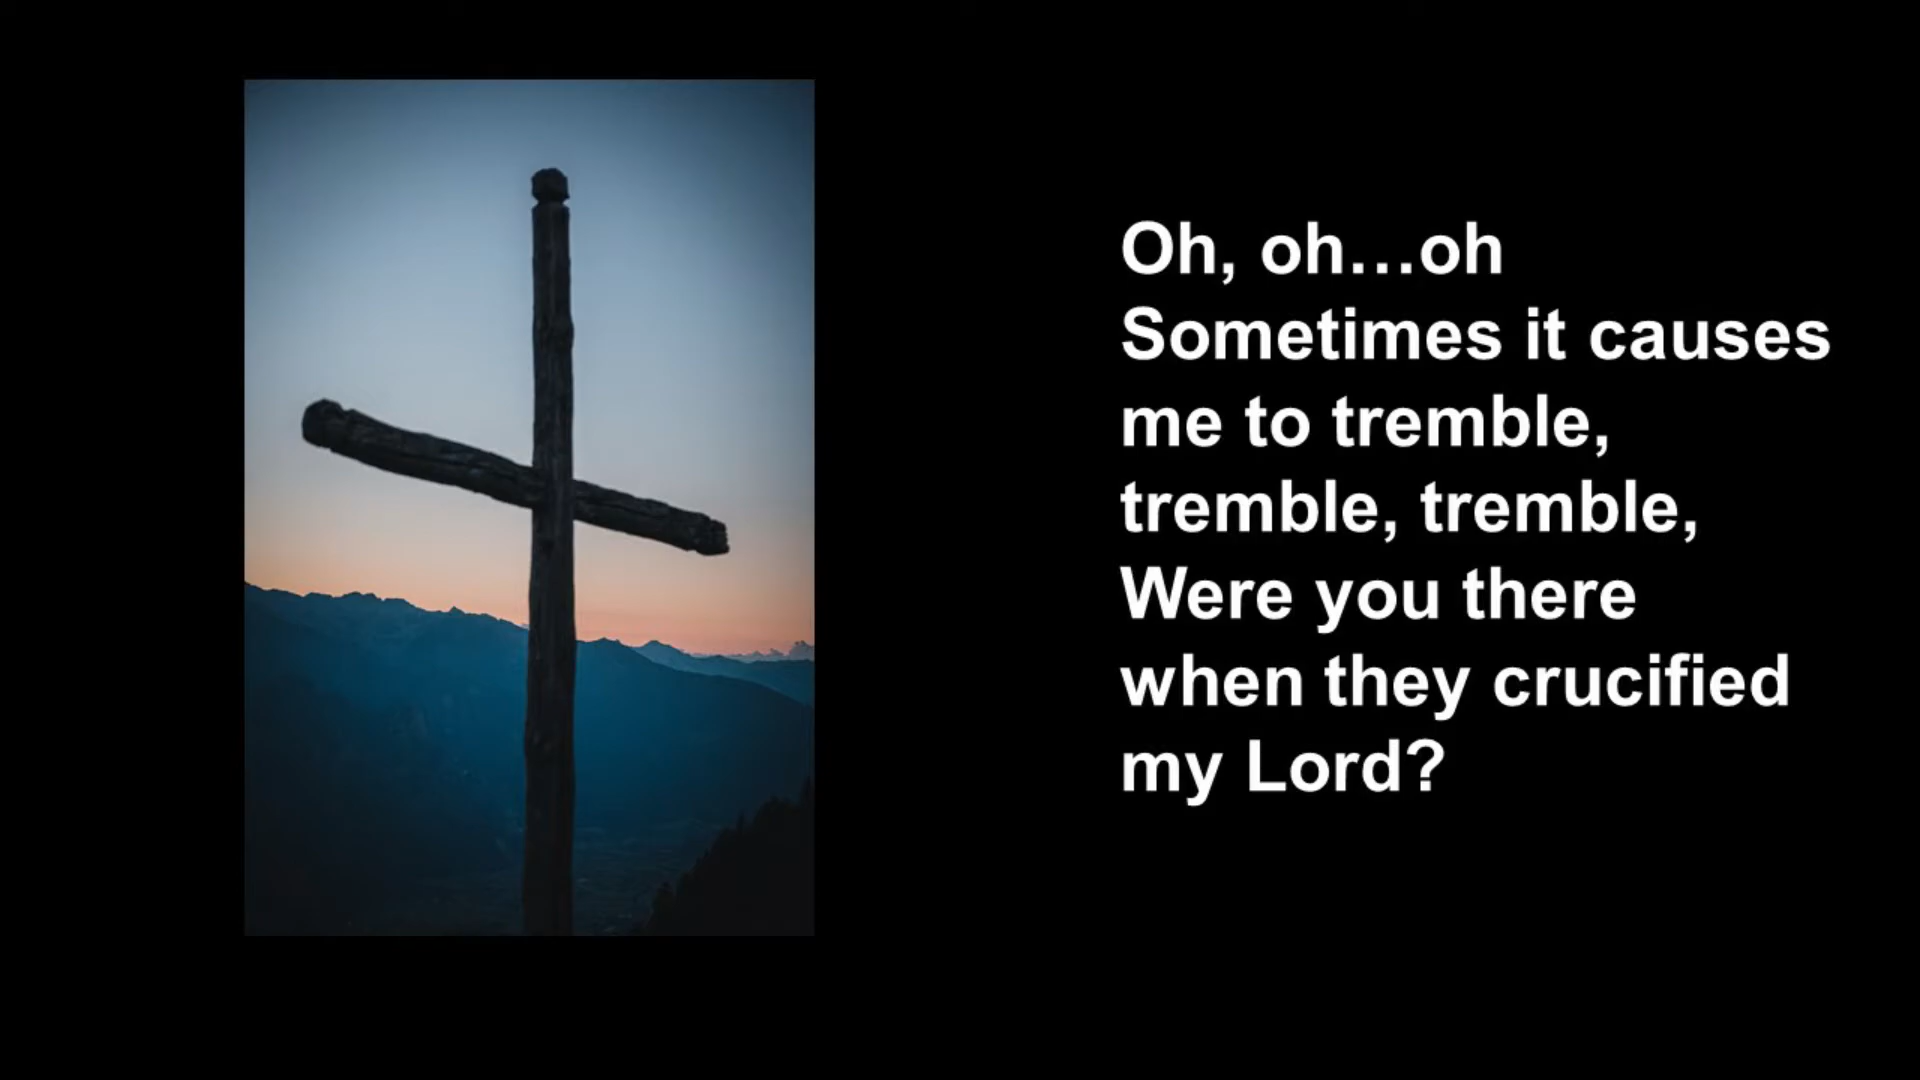 Oh, oh…oh
Sometimes it causes
me to tremble,
tremble, tremble,
Were you there
when they crucified
my Lord?